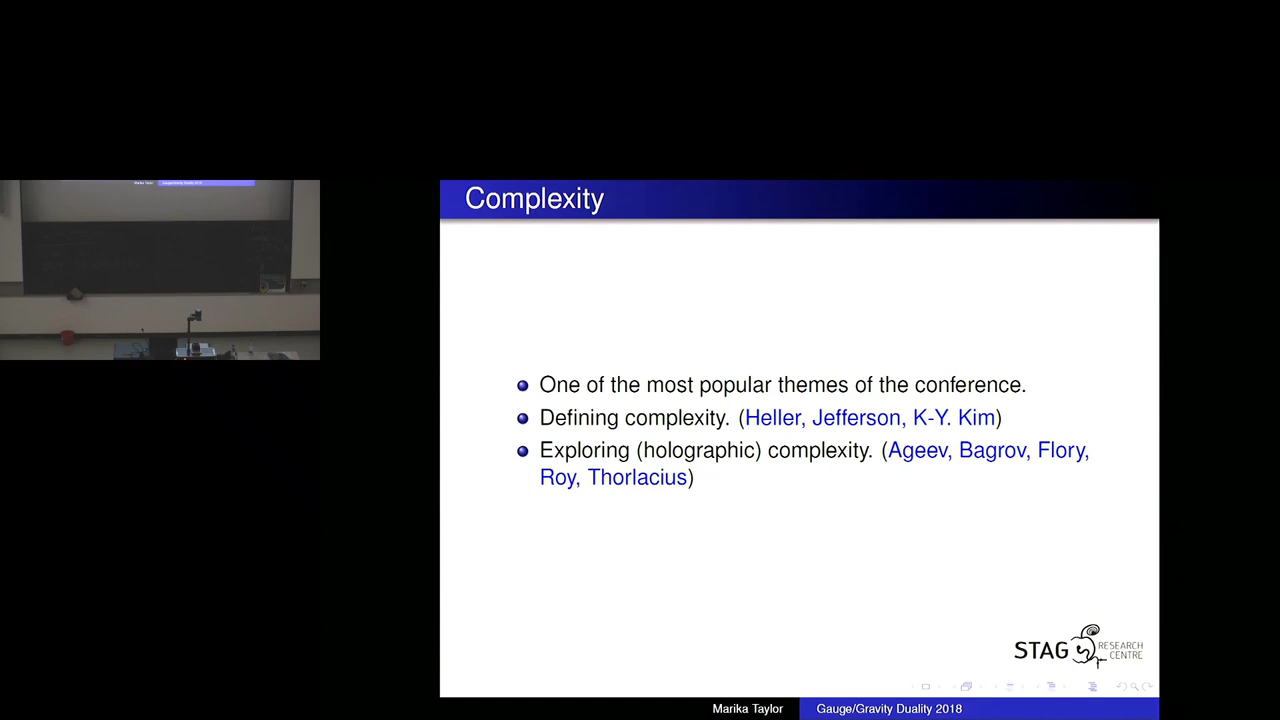 Complexity
One of the most popular themes of the conference.
Defining complexity. (Heller, Jefferson, K-Y. Kim)
Exploring (holographic) complexity. (Ageev, Bagrov, Flory,
Roy, Thorlacius)
STAG RESEARCH
CENTRE
Marika Taylor
Gauge/Gravity Duality 2018